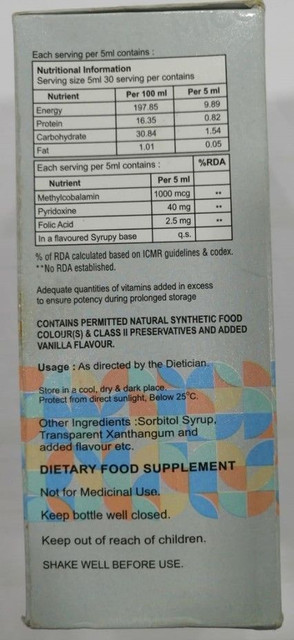 Each serving per 5ml contains :
Nutritional Information
Serving size 5ml 30 serving per contains
Nutrient Per 100 ml Per 5 ml
Energy 197.85 9.89
Protein 16.35 0.82
Carbohydrate 30.84 1.54
Fat 1.01 0.05
Each serving per 5ml contains : %RDA
Nutrient Per 5 ml
Methylcobalamin 1000 mcg **
Pyridoxine 40 mg **
Folic Acid 2.5 mg **
In a flavoured Syrupy base q.s.
% of RDA calculated based on ICMR guidelines & codex.
**No RDA established.
Adequate quantities of vitamins added in excess
to ensure potency during prolonged storage
CONTAINS PERMITTED NATURAL SYNTHETIC FOOD
COLOUR(S) & CLASS II PRESERVATIVES AND ADDED
VANILLA FLAVOUR.
Usage : As directed by the Dietician.
Store in a cool, dry & dark place.
Protect from direct sunlight, Below 25°C.
Other Ingredients :Sorbitol Syrup,
Transparent Xanthangum and
added flavour etc.
DIETARY FOOD SUPPLEMENT
Not for Medicinal Use.
Keep bottle well closed.
Keep out of reach of children.
SHAKE WELL BEFORE USE.